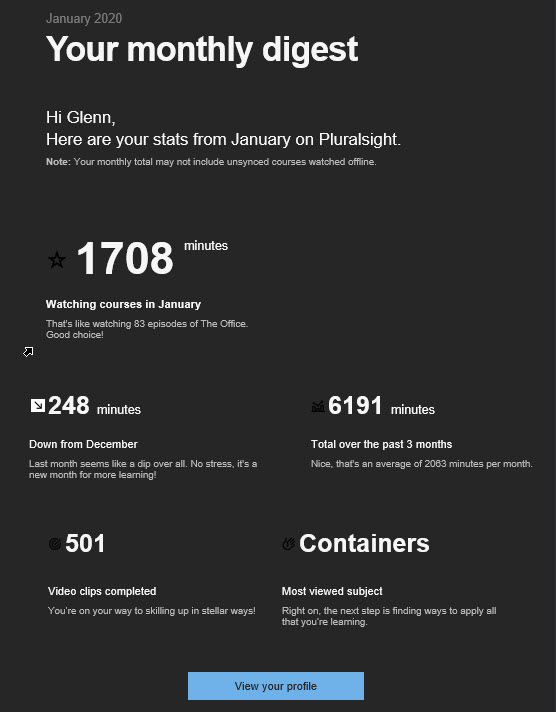 January 2020
Your monthly digest
Hi Glenn,
Here are your stats from January on Pluralsight.
Note: Your monthly total may not include unsynced courses watched offline.
1708 minutes
Watching courses in January
That's like watching 83 episodes of The Office.
Good choice!
248 minutes
Down from December
Last month seems like a dip over all. No stress, it's a
new month for more learning!
6191 minutes
Total over the past 3 months
Nice, that's an average of 2063 minutes per month.
501
Video clips completed
You're on your way to skilling up in stellar ways!
Containers
Most viewed subject
Right on, the next step is finding ways to apply all
that you're learning.
View your profile